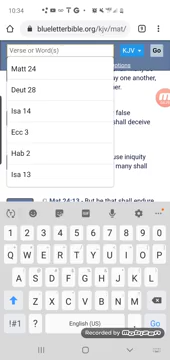 10:34
28%
blueletterbible.org/kjv/mat/
Verse or Word(s)
KJV
Go
Matt 24
Deut 28
Isa 14
Ecc 3
Hab 2
Isa 13
ptions
y one another,
er.
false
shall deceive
use iniquity
many shall
Mat 24:13 - But he that shall endure
GIF
1 2 3 4 5 6 7 8 9 0
Q W E R T Y U I O P
A S D F G H J K L
Z X C V B N M
!#1
English (US)
Go
RECORDED BY